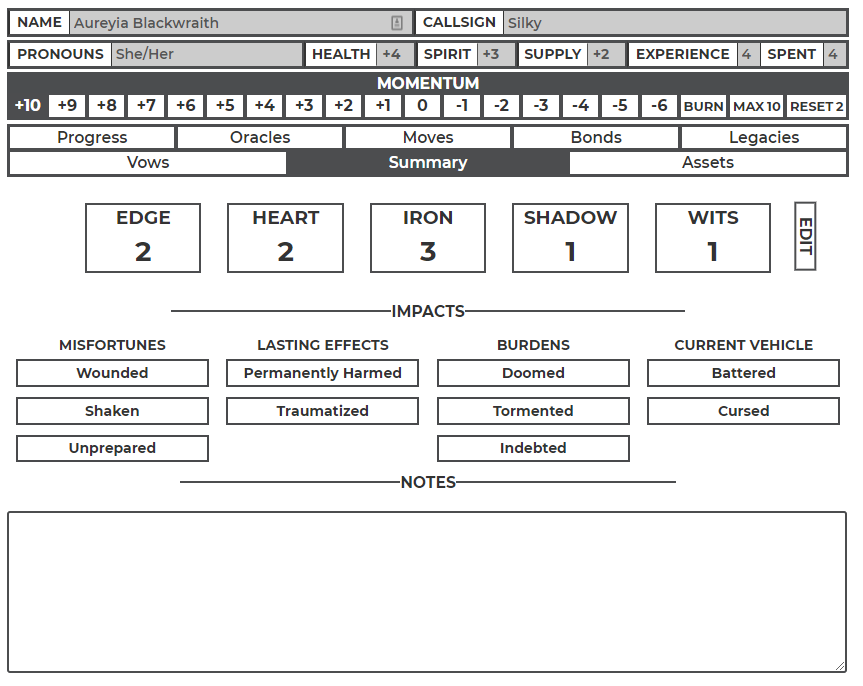 NAME Aureyia Blackwraith CALLSIGN Silky
PRONOUNS She/Her HEALTH +4 SPIRIT +3 SUPPLY +2 EXPERIENCE 4 SPENT 4
MOMENTUM
+10 +9 +8 +7 +6 +5 +4 +3 +2 +1 0 -1 -2 -3 -4 -5 -6 BURN MAX 10 RESET 2
Progress Oracles Moves Bonds Legacies
Vows Summary Assets
EDGE HEART IRON SHADOW WITS EDIT
2 2 3 1 1
IMPACTS
MISFORTUNES LASTING EFFECTS BURDENS CURRENT VEHICLE
Wounded Permanently Harmed Doomed Battered
Shaken Traumatized Tormented Cursed
Unprepared Indebted
NOTES